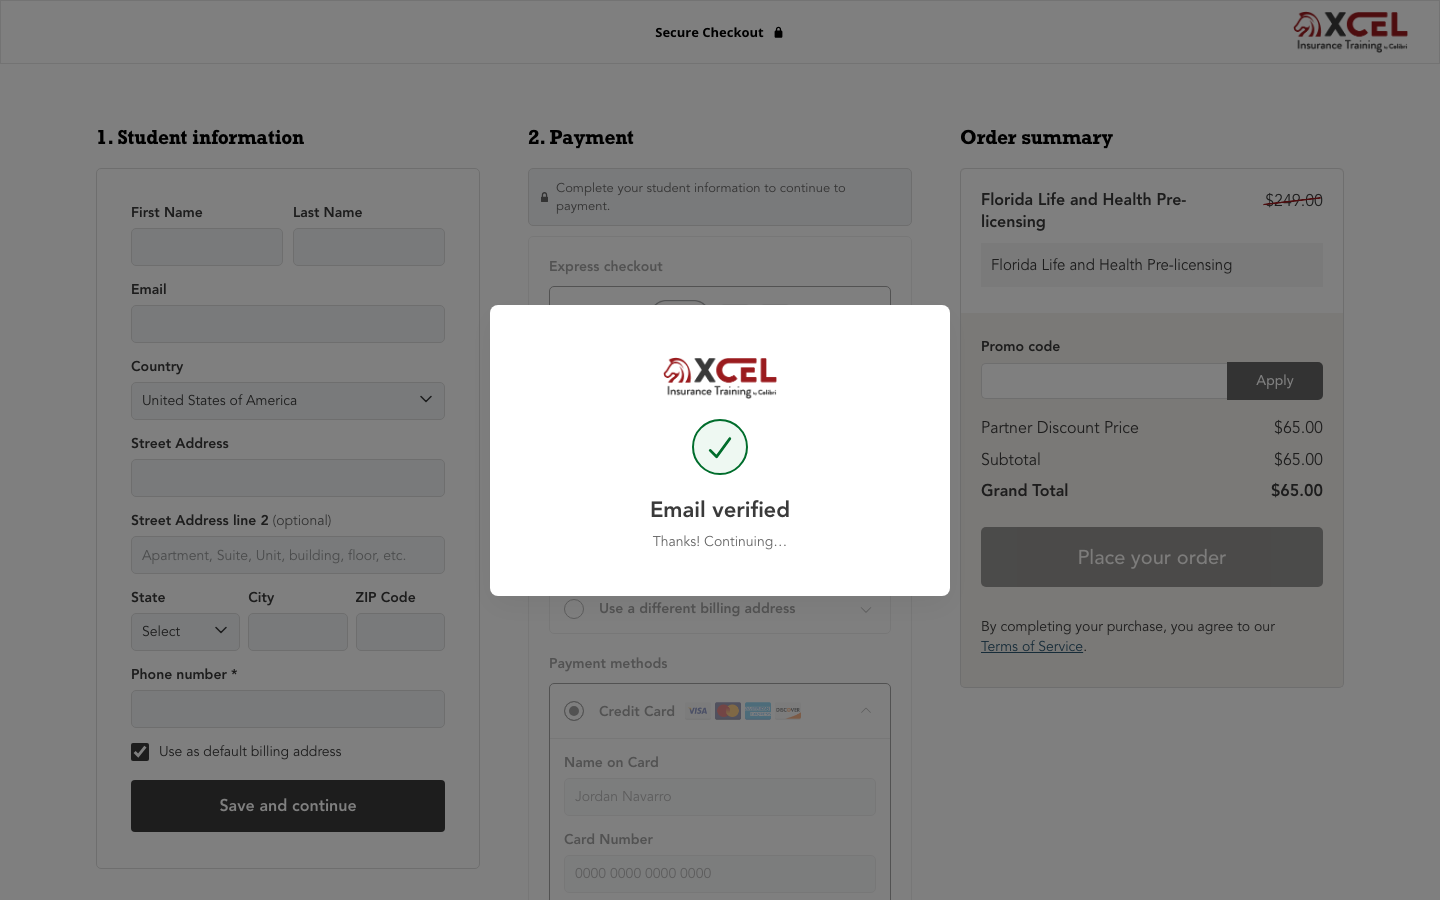 Secure Checkout
XCEL
Insurance Training by Colibri
1. Student information
First Name
Last Name
Email
Country
United States of America
Street Address
Street Address line 2 (optional)
Apartment, Suite, Unit, building, floor, etc.
State
City
ZIP Code
Select
Phone number *
Use as default billing address
Save and continue
2. Payment
Complete your student information to continue to
payment.
Express checkout
XCEL
Insurance Training by Colibri
Email verified
Thanks! Continuing...
Use a different billing address
Payment methods
Credit Card
VISA
DISCOVER
Name on Card
Jordan Navarro
Card Number
0000 0000 0000 0000
Order summary
Florida Life and Health Pre-
licensing
$249.00
Florida Life and Health Pre-licensing
Promo code
Apply
Partner Discount Price
$65.00
Subtotal
$65.00
Grand Total
$65.00
Place your order
By completing your purchase, you agree to our
Terms of Service.